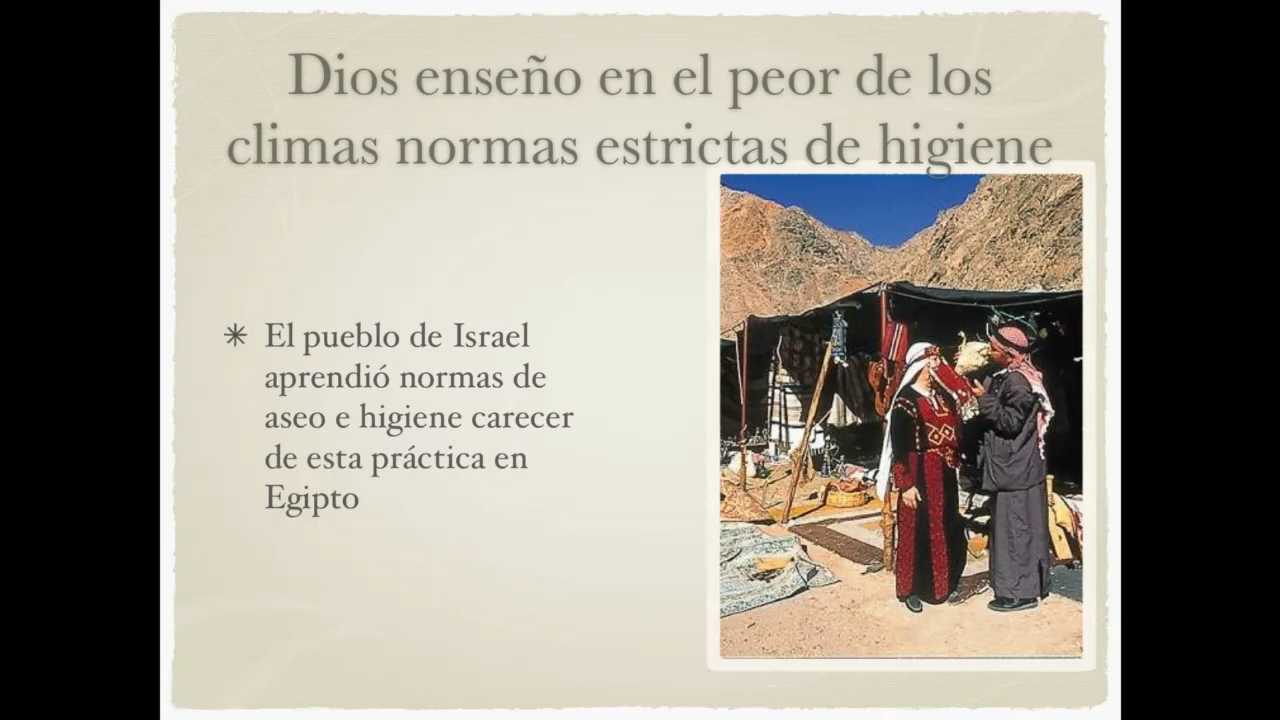 Dios enseño en el peor de los
climas normas estrictas de higiene
✳ El pueblo de Israel
aprendió normas de
aseo e higiene carecer
de esta práctica en
Egipto